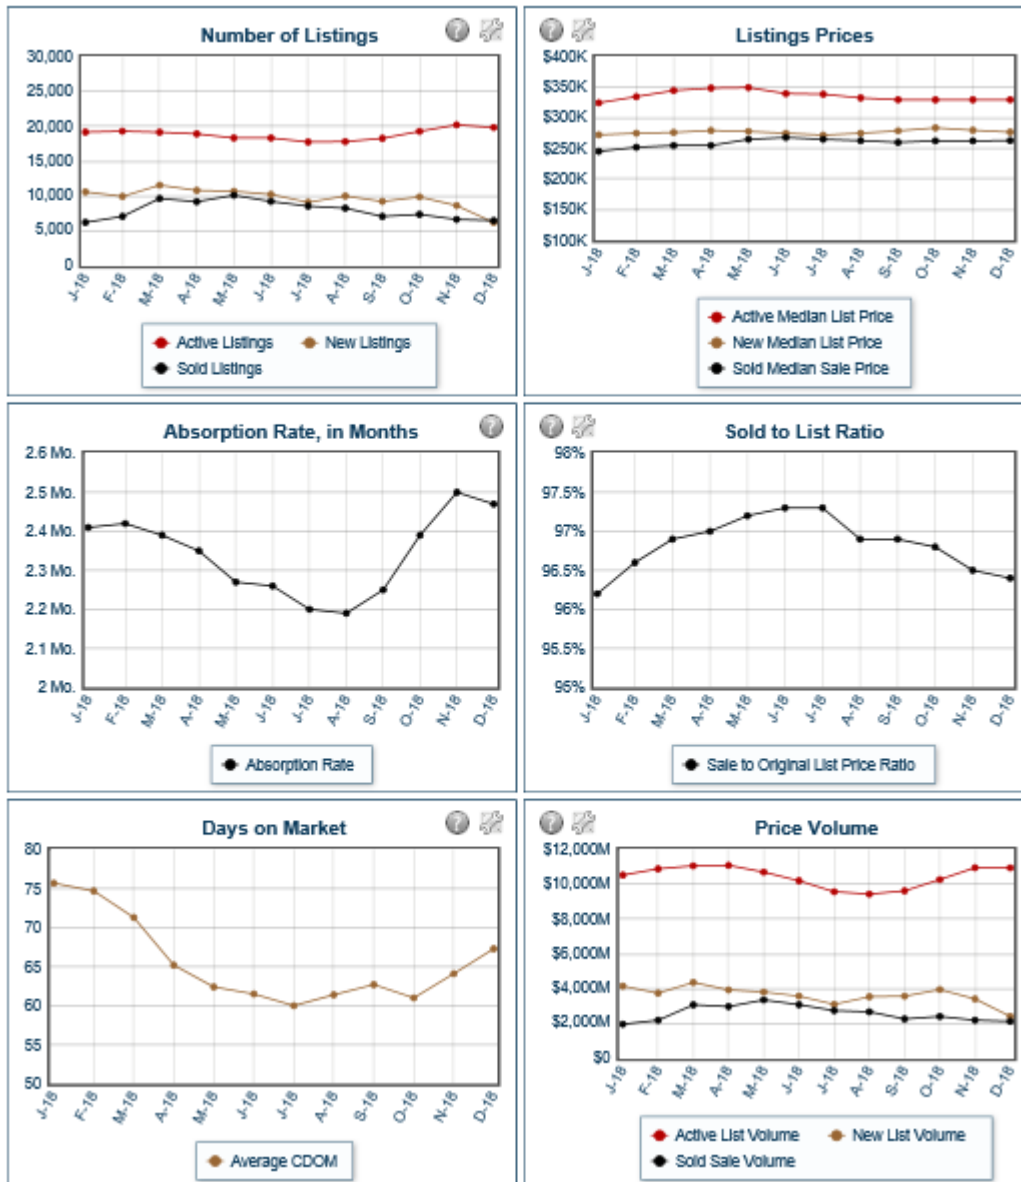 Number of Listings
30,000
25,000
20,000
15,000
10,000
5,000
0
J-18 F-18 M-18 A-18 M-18 J-18 J-18 A-18 S-18 O-18 N-18 D-18
Active Listings New Listings
Sold Listings
Listings Prices
$400K
$350K
$300K
$250K
$200K
$150K
$100K
J-18 F-18 M-18 A-18 M-18 J-18 J-18 A-18 S-18 O-18 N-18 D-18
Active Median List Price
New Median List Price
Sold Median Sale Price
Absorption Rate, in Months
2.6 Mo.
2.5 Mo.
2.4 Mo.
2.3 Mo.
2.2 Mo.
2.1 Mo.
2 Mo.
J-18 F-18 M-18 A-18 M-18 J-18 J-18 A-18 S-18 O-18 N-18 D-18
Absorption Rate
Sold to List Ratio
98%
97.5%
97%
96.5%
96%
95.5%
95%
J-18 F-18 M-18 A-18 M-18 J-18 J-18 A-18 S-18 O-18 N-18 D-18
Sale to Original List Price Ratio
Days on Market
80
75
70
65
60
55
50
J-18 F-18 M-18 A-18 M-18 J-18 J-18 A-18 S-18 O-18 N-18 D-18
Average CDOM
Price Volume
$12,000M
$10,000M
$8,000M
$6,000M
$4,000M
$2,000M
$0
J-18 F-18 M-18 A-18 M-18 J-18 J-18 A-18 S-18 O-18 N-18 D-18
Active List Volume New List Volume
Sold Sale Volume